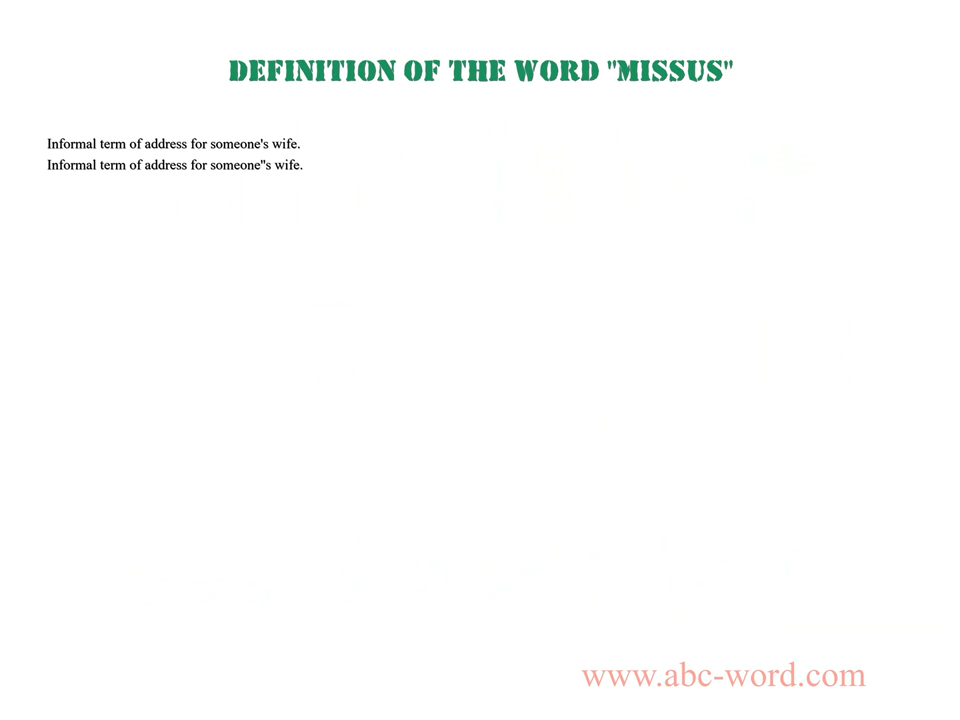 DEFINITION OF THE WORD "MISSUS"
Informal term of address for someone's wife.
Informal term of address for someone"s wife.
www.abc-word.com